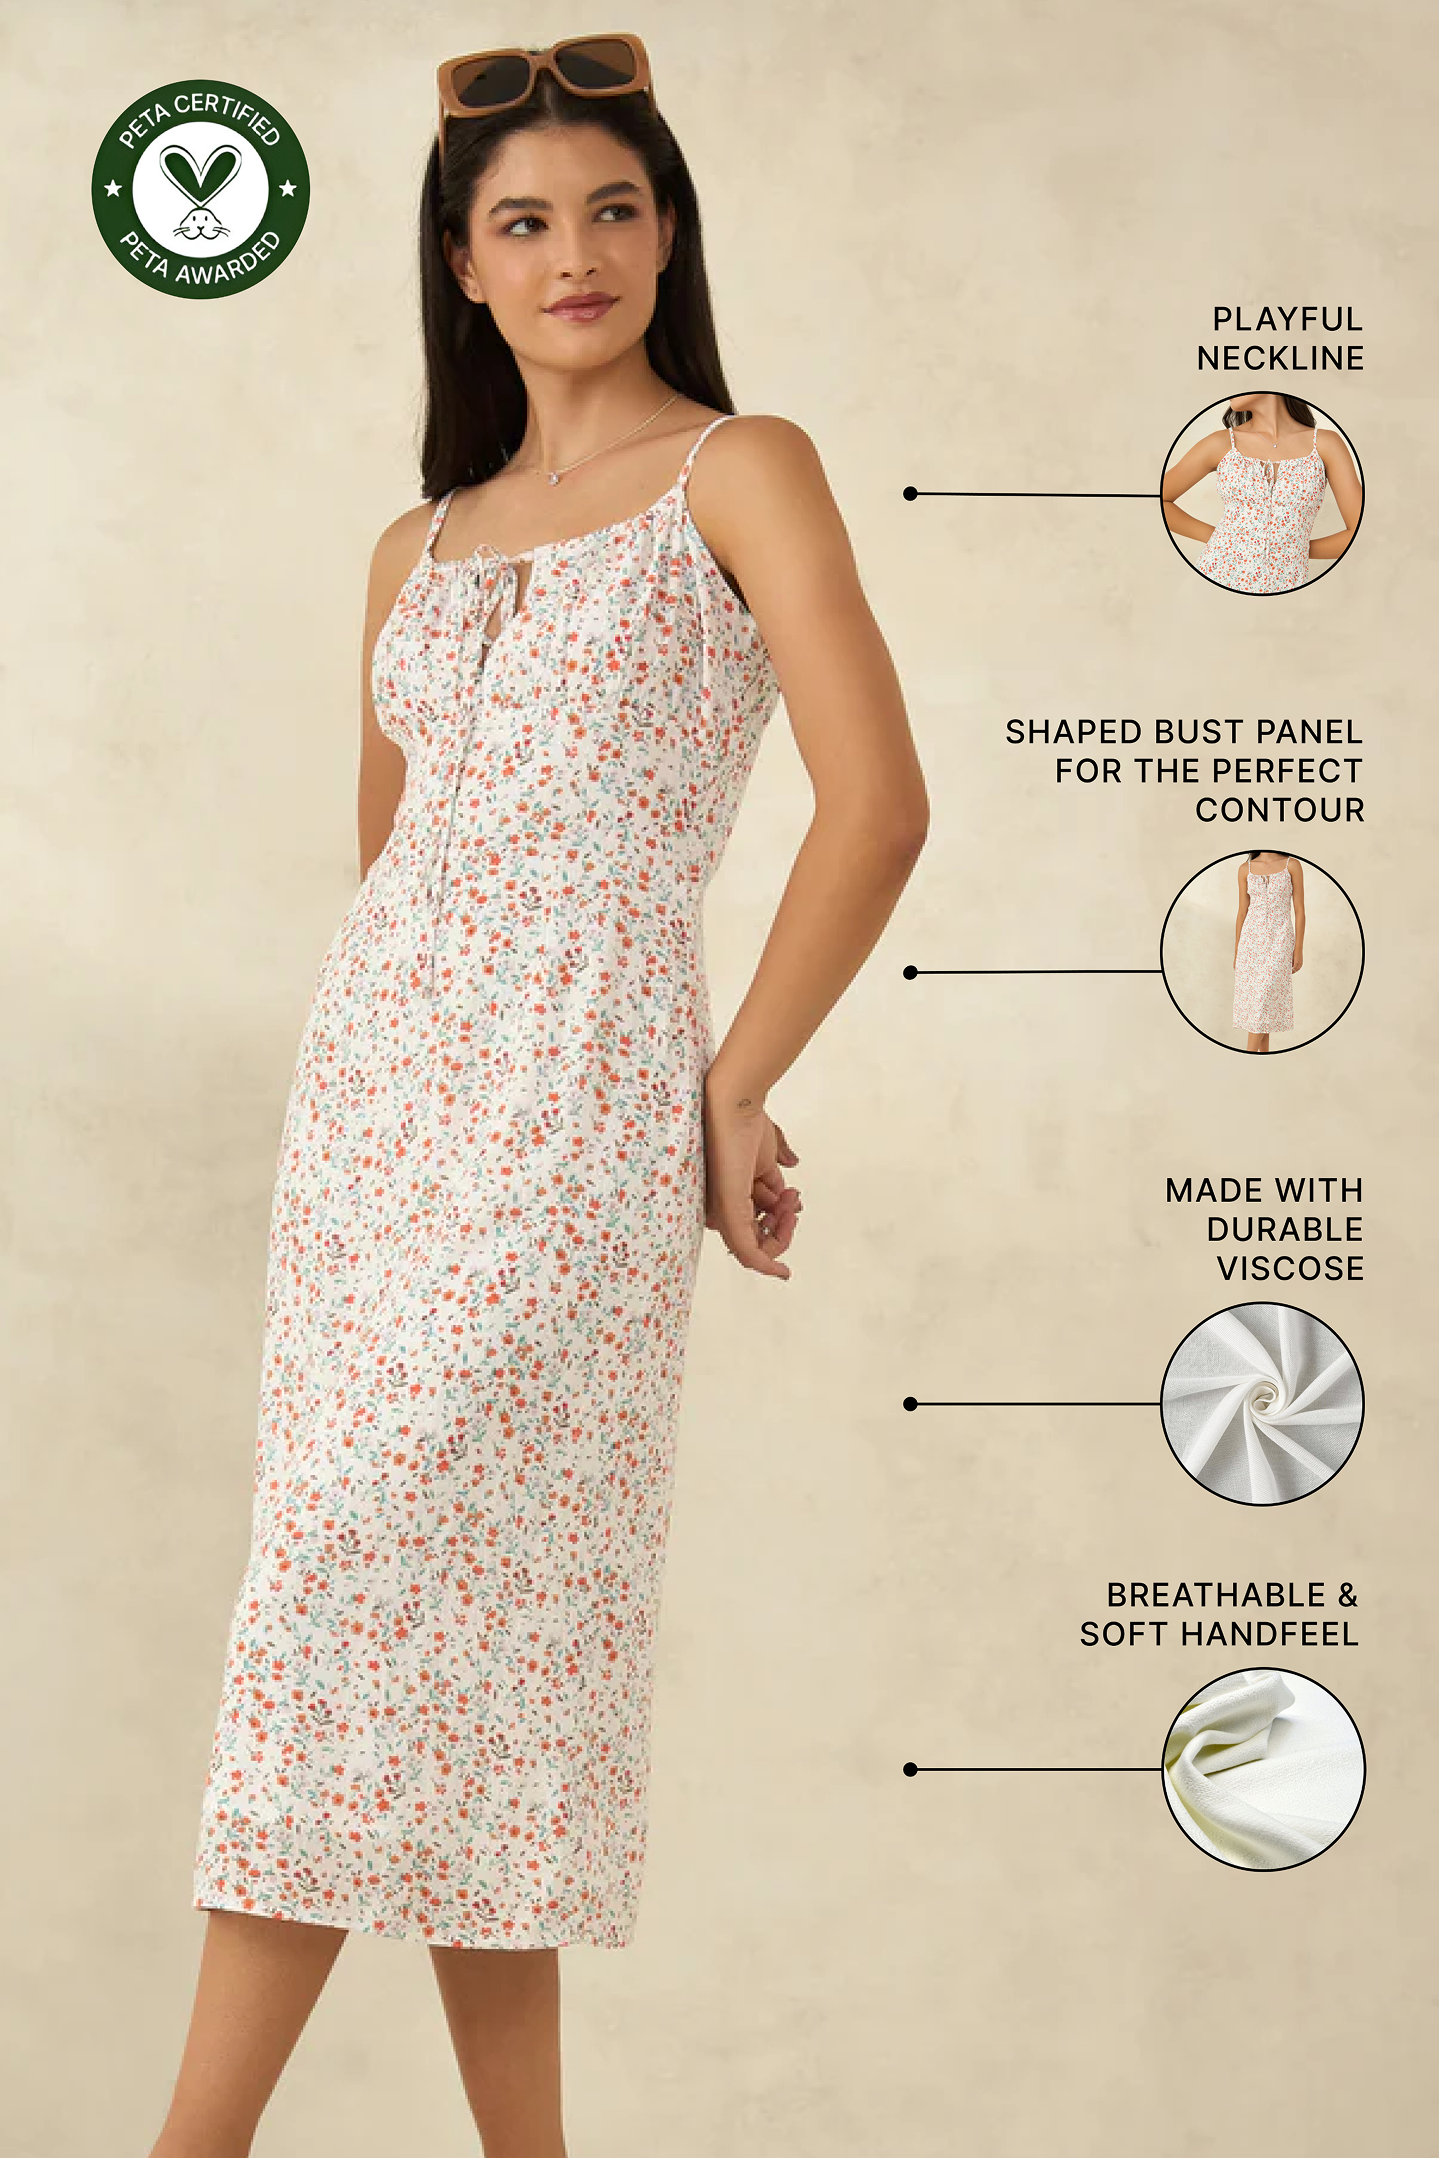 PETA CERTIFIED
PETA AWARDED
PLAYFUL
NECKLINE
SHAPED BUST PANEL
FOR THE PERFECT
CONTOUR
MADE WITH
DURABLE
VISCOSE
BREATHABLE &
SOFT HANDFEEL